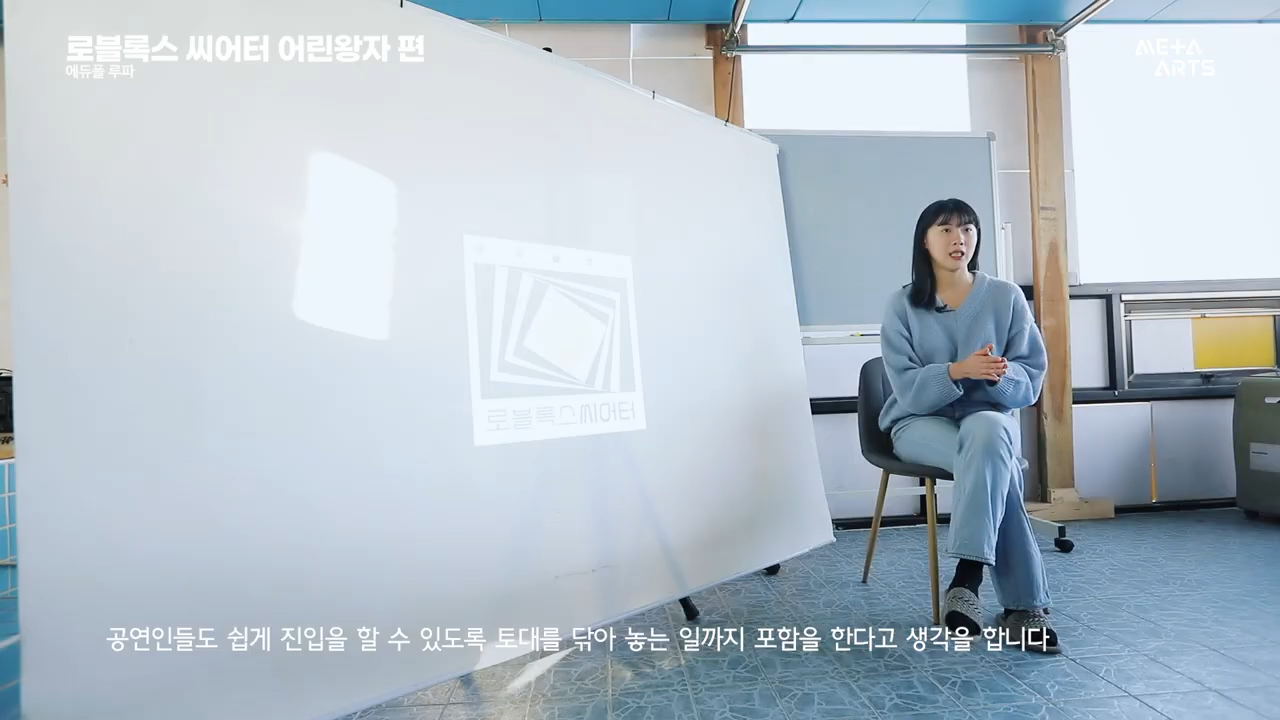 로블록스 씨어터 어린왕자 편
에듀플 루파
META
ARTS
로블록스씨어터
공연인들도 쉽게 진입을 할 수 있도록 토대를 닦아 놓는 일까지 포함을 한다고 생각을 합니다